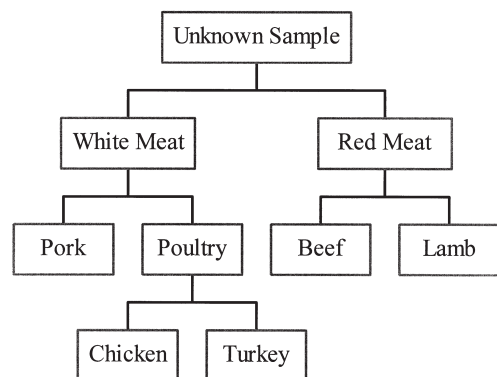 Unknown Sample
White Meat
Red Meat
Pork
Poultry
Beef
Lamb
Chicken
Turkey